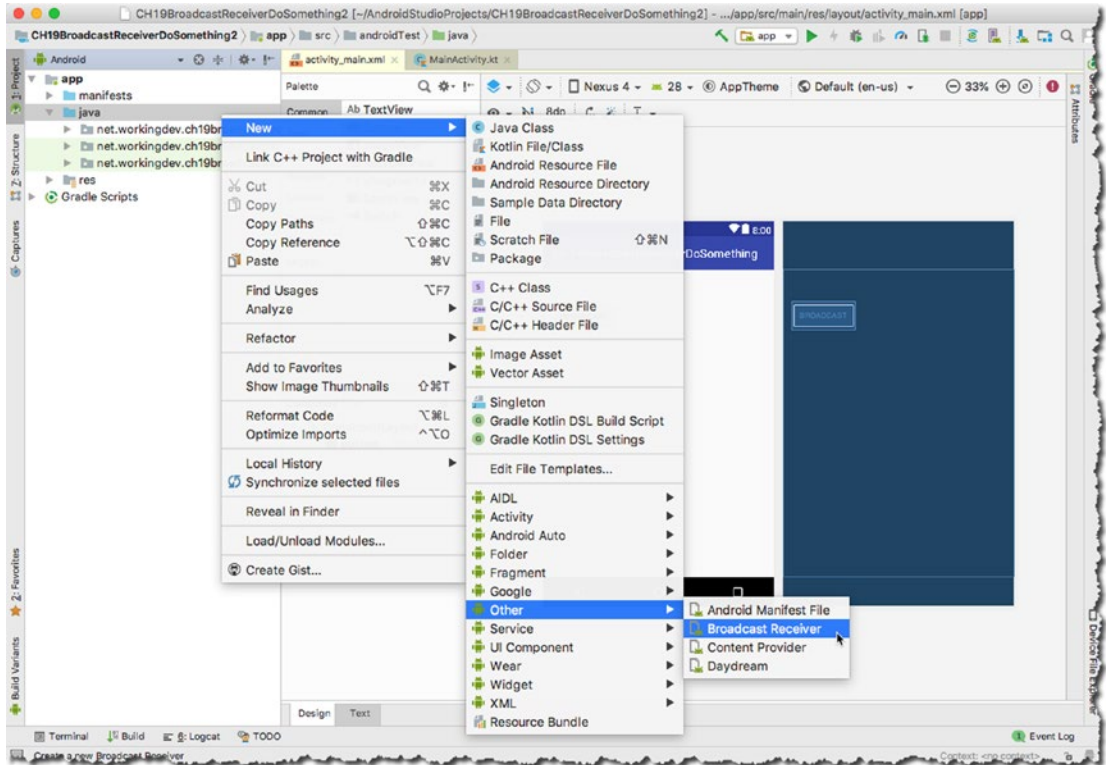 CH19BroadcastReceiverDoSomething2 [~/AndroidStudioProjects/CH19BroadcastReceiverDoSomething2] - .../app/src/main/res/layout/activity_main.xml [app]
CH19BroadcastReceiverDoSomething2 app src androidTest java app
Android activity_main.xml MainActivity.kt
1: Project
Z: Structure
Captures
2: Favorites
Build Variants
app
manifests
java
net.workingdev.ch19br
net.workingdev.ch19br
net.workingdev.ch19br
res
Gradle Scripts
Palette Nexus 4 28 AppTheme Default (en-us) 33%
Common Ab TextView 8dp
Attributes
New
Link C++ Project with Gradle
Cut ⌘X
Copy ⌘C
Copy Paths ⇧⌘C
Copy Reference ⌥⇧⌘C
Paste ⌘V
Find Usages ⌥F7
Analyze
Refactor
Add to Favorites
Show Image Thumbnails ⇧⌘T
Reformat Code ⌥⌘L
Optimize Imports ^⌥O
Local History
Synchronize selected files
Reveal in Finder
Load/Unload Modules...
Create Gist...
Java Class
Kotlin File/Class
Android Resource File
Android Resource Directory
Sample Data Directory
File
Scratch File ⇧⌘N
Package
C++ Class
C/C++ Source File
C/C++ Header File
Image Asset
Vector Asset
Singleton
Gradle Kotlin DSL Build Script
Gradle Kotlin DSL Settings
Edit File Templates...
AIDL
Activity
Android Auto
Folder
Fragment
Google
Other
Service
UI Component
Wear
Widget
XML
Resource Bundle
Android Manifest File
Broadcast Receiver
Content Provider
Daydream
8:00
DoSomething
BROADCAST
Device File Explorer
Design Text
Terminal Build 6: Logcat TODO Event Log
Create a new Broadcast Receiver Context: <no context>